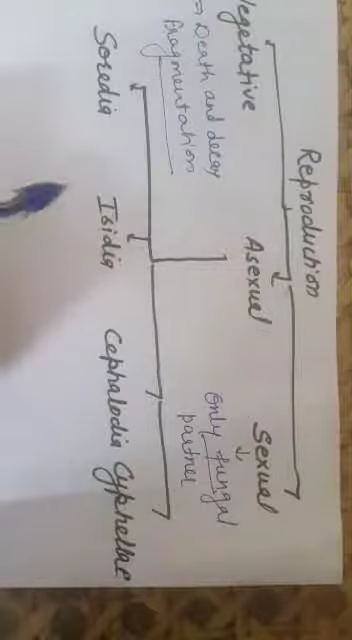 Reproduction
Vegetative
→ Death and decay
Fragmentation
Asexual
Sexual
↓
only fungal
partner
Soredia
Isidia
Cephalodia
Cyphellae